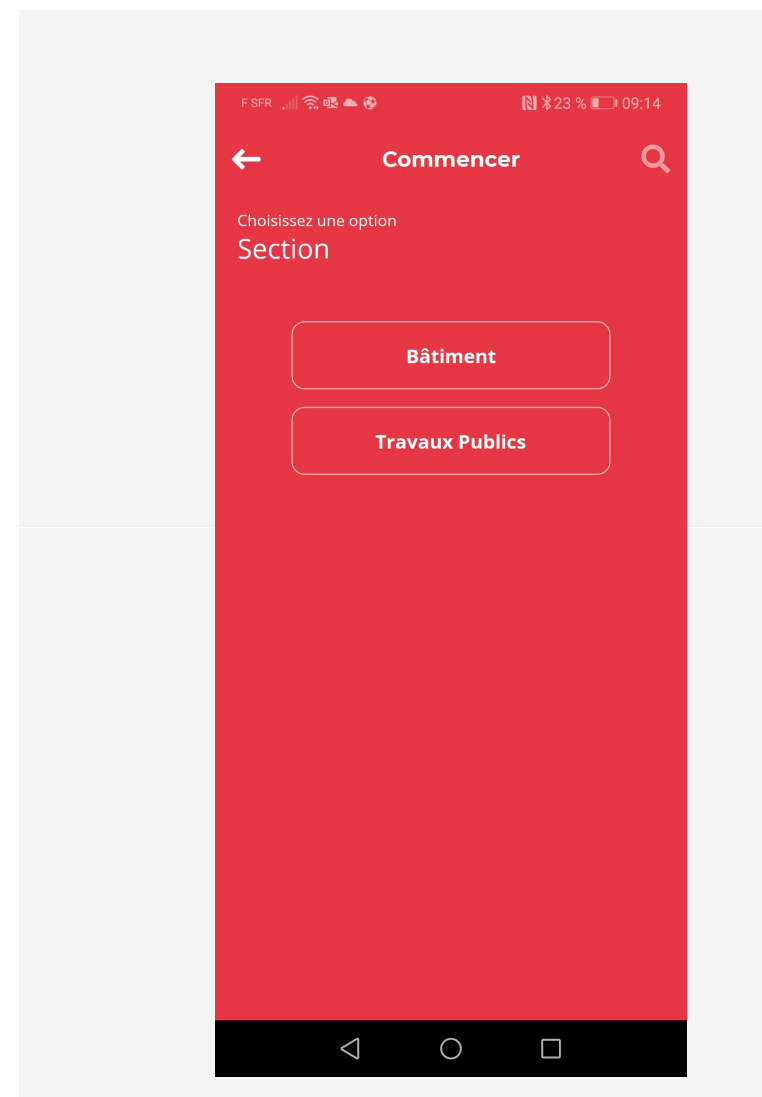 F SFR 23 % 09:14
Commencer
Choisissez une option
Section
Bâtiment
Travaux Publics